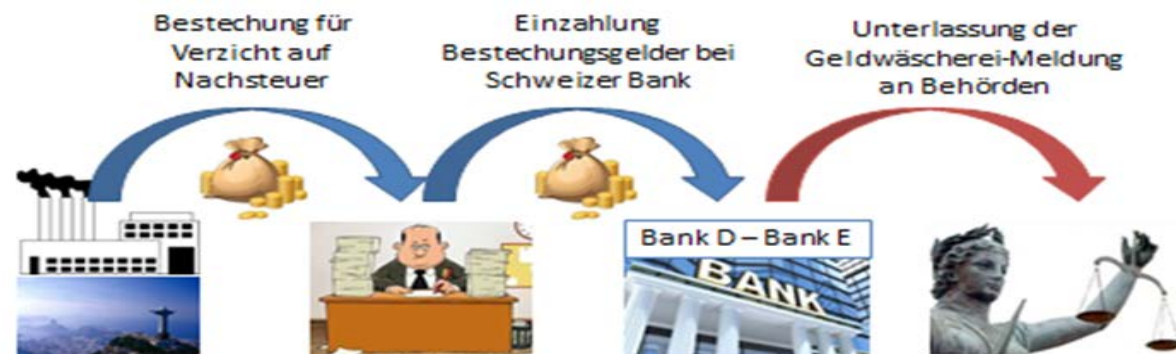 Bestechung für
Verzicht auf
Nachsteuer
Einzahlung
Bestechungsgelder bei
Schweizer Bank
Unterlassung der
Geldwäscherei-Meldung
an Behörden
Bank D – Bank E
BANK